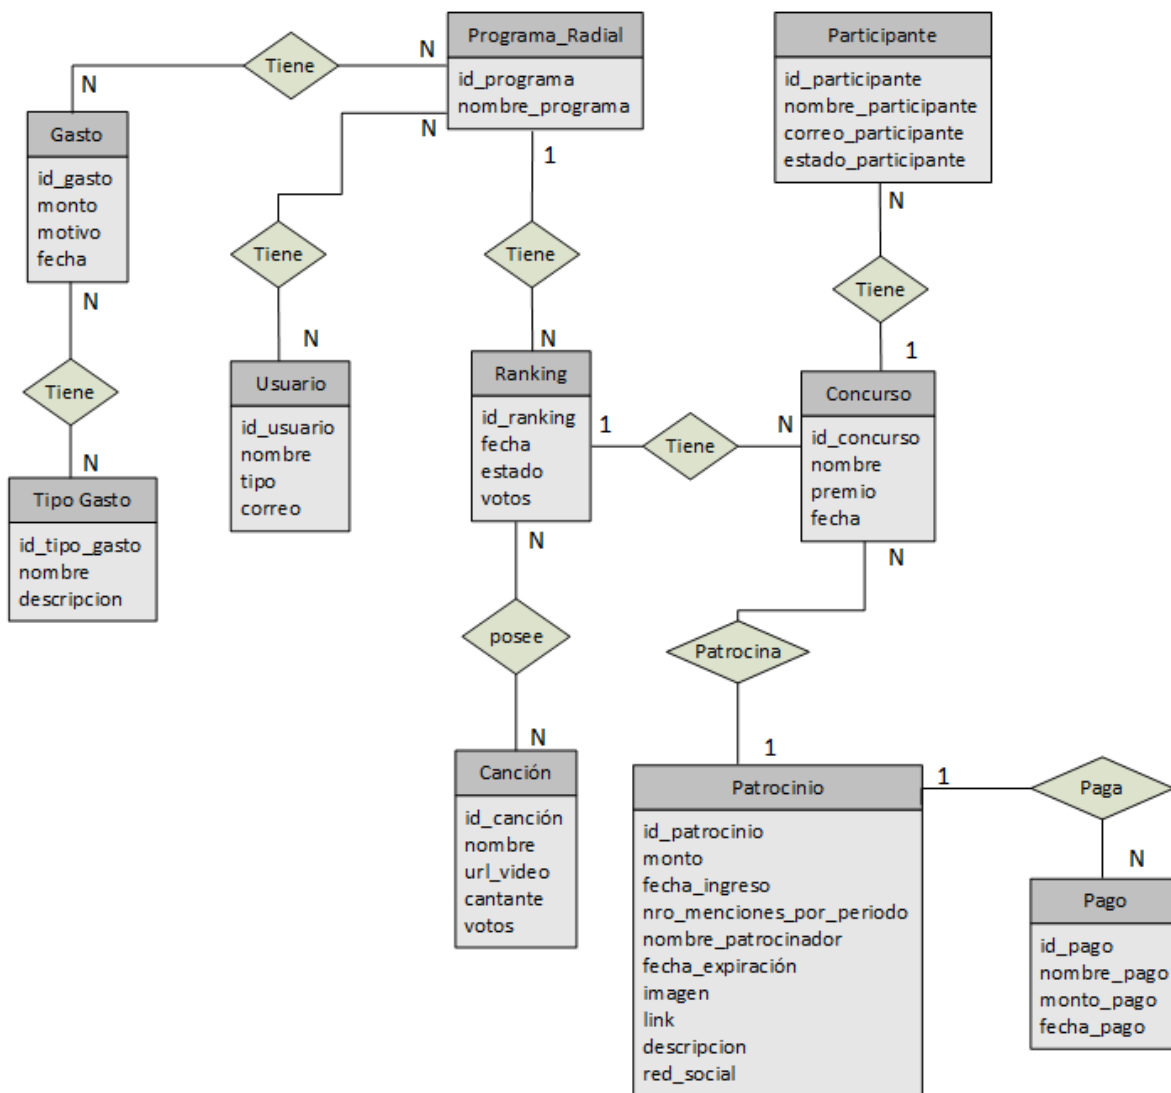 Programa_Radial
id_programa
nombre_programa
Participante
id_participante
nombre_participante
correo_participante
estado_participante
Tiene
N
N
N
1
N
Gasto
id_gasto
monto
motivo
fecha
N
Tiene
N
Tipo Gasto
id_tipo_gasto
nombre
descripcion
Tiene
N
Usuario
id_usuario
nombre
tipo
correo
Tiene
N
Ranking
id_ranking
fecha
estado
votos
1
Tiene
N
Tiene
1
Concurso
id_concurso
nombre
premio
fecha
N
N
posee
N
Canción
id_canción
nombre
url_video
cantante
votos
Patrocina
1
Patrocinio
id_patrocinio
monto
fecha_ingreso
nro_menciones_por_periodo
nombre_patrocinador
fecha_expiración
imagen
link
descripcion
red_social
1
Paga
N
Pago
id_pago
nombre_pago
monto_pago
fecha_pago